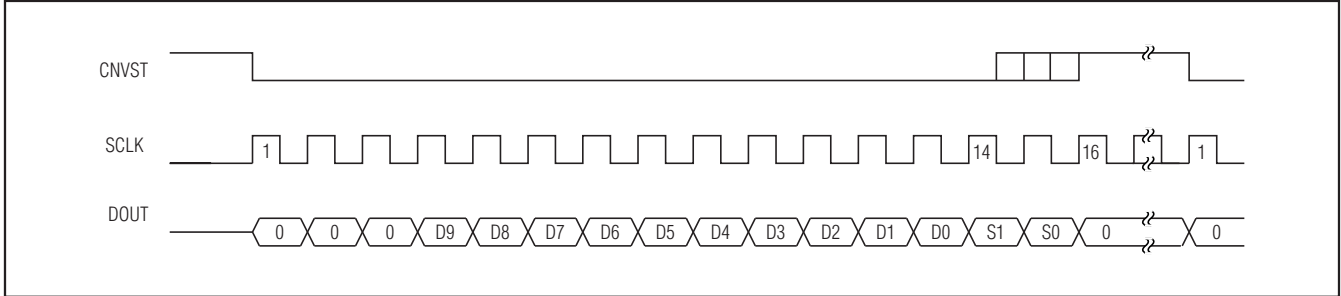 CNVST
SCLK
1 14 16 1
DOUT
0 0 0 D9 D8 D7 D6 D5 D4 D3 D2 D1 D0 S1 S0 0 0